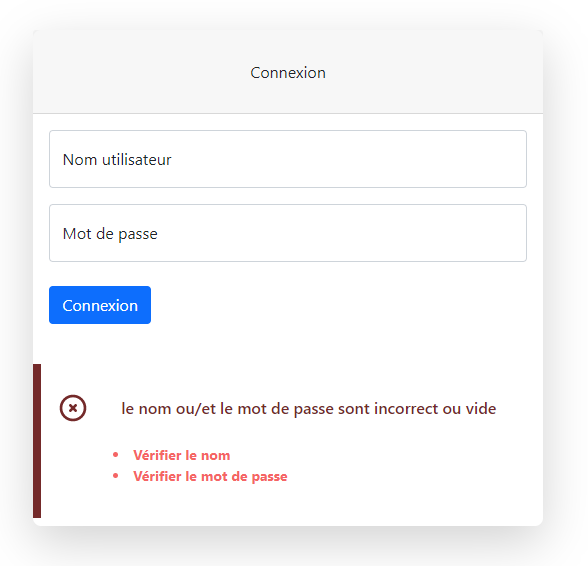 Connexion
Nom utilisateur
Mot de passe
Connexion
le nom ou/et le mot de passe sont incorrect ou vide
Vérifier le nom
Vérifier le mot de passe